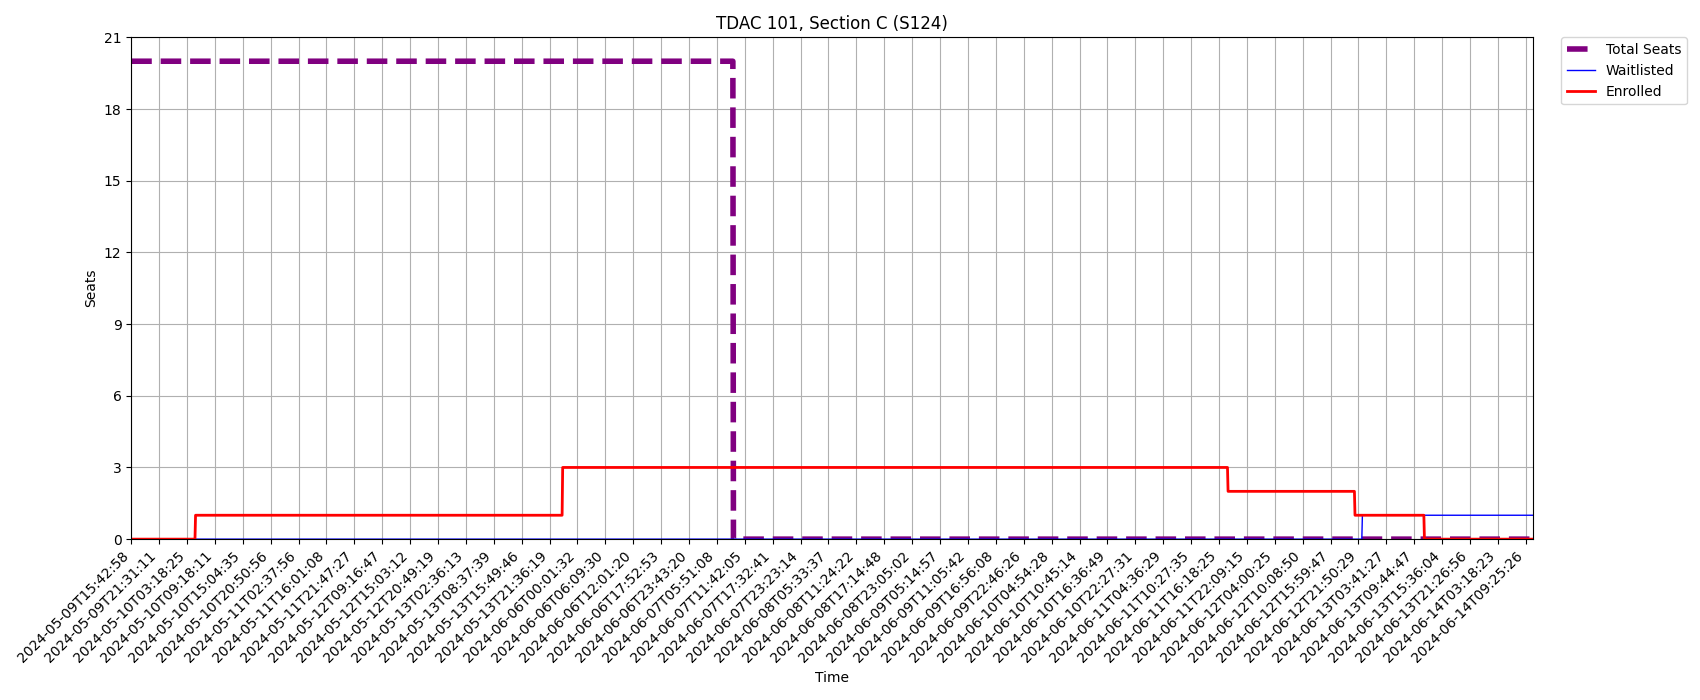 TDAC 101, Section C (S124)
21
18
15
12
9
6
3
0
Seats
Total Seats
Waitlisted
Enrolled
2024-05-09T15:42:58
2024-05-09T21:31:11
2024-05-10T03:18:25
2024-05-10T09:18:11
2024-05-10T15:04:35
2024-05-10T20:50:56
2024-05-11T02:37:56
2024-05-11T16:01:08
2024-05-11T21:47:27
2024-05-12T09:16:47
2024-05-12T15:03:12
2024-05-12T20:49:19
2024-05-13T02:36:13
2024-05-13T08:37:39
2024-05-13T15:49:46
2024-05-13T21:36:19
2024-06-06T00:01:32
2024-06-06T06:09:30
2024-06-06T12:01:20
2024-06-06T17:52:53
2024-06-06T23:43:20
2024-06-07T05:51:08
2024-06-07T11:42:05
2024-06-07T17:32:41
2024-06-07T23:23:14
2024-06-08T05:33:37
2024-06-08T11:24:22
2024-06-08T17:14:48
2024-06-08T23:05:02
2024-06-09T05:14:57
2024-06-09T11:05:42
2024-06-09T16:56:08
2024-06-09T22:46:26
2024-06-10T04:54:28
2024-06-10T10:45:14
2024-06-10T16:36:49
2024-06-10T22:27:31
2024-06-11T04:36:29
2024-06-11T10:27:35
2024-06-11T16:18:25
2024-06-11T22:09:15
2024-06-12T04:00:25
2024-06-12T10:08:50
2024-06-12T15:59:47
2024-06-12T21:50:29
2024-06-13T03:41:27
2024-06-13T09:44:47
2024-06-13T15:36:04
2024-06-13T21:26:56
2024-06-14T03:18:23
2024-06-14T09:25:26
Time